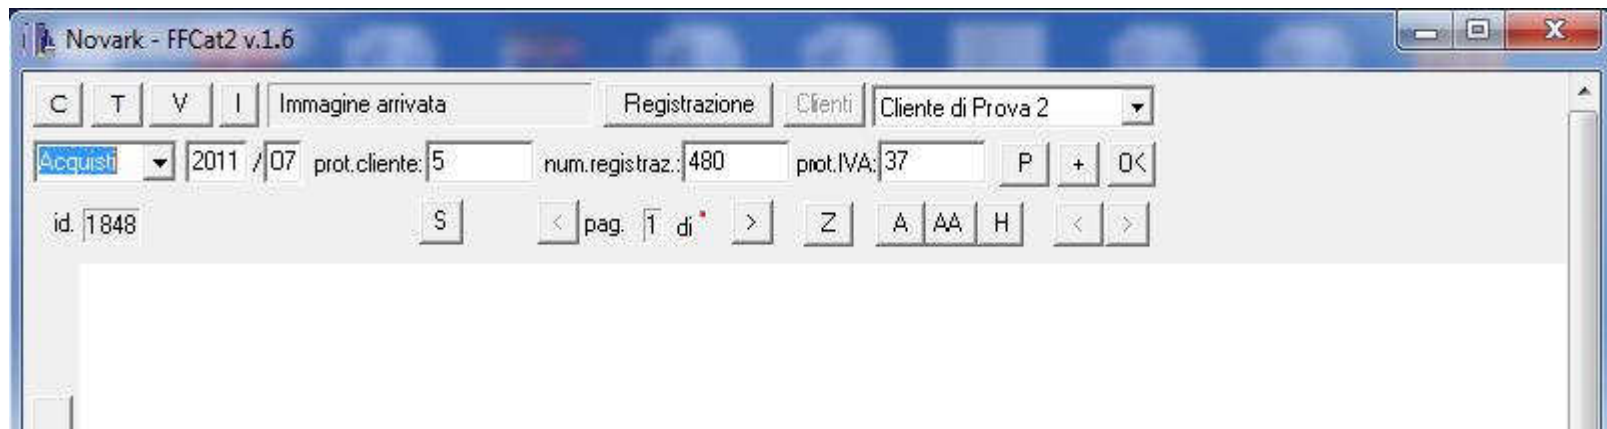 Novark - FFCat2 v.1.6
C T V I Immagine arrivata Registrazione Clienti Cliente di Prova 2
Acquisti 2011 / 07 prot.cliente: 5 num.registraz.: 480 prot.IVA: 37 P + 0<
id. 1848 S < pag. 1 di * > Z A AA H < >